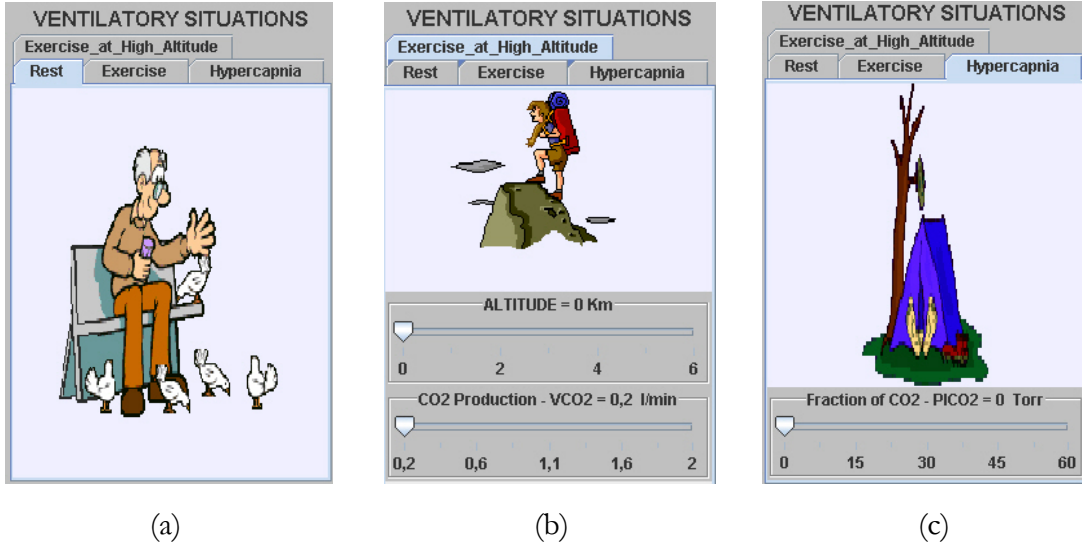 VENTILATORY SITUATIONS
Exercise_at_High_Altitude
Rest Exercise Hypercapnia
(a)
VENTILATORY SITUATIONS
Exercise_at_High_Altitude
Rest Exercise Hypercapnia
ALTITUDE = 0 Km
0 2 4 6
CO2 Production - VCO2 = 0,2 l/min
0,2 0,6 1,1 1,6 2
(b)
VENTILATORY SITUATIONS
Exercise_at_High_Altitude
Rest Exercise Hypercapnia
Fraction of CO2 - PICO2 = 0 Torr
0 15 30 45 60
(c)